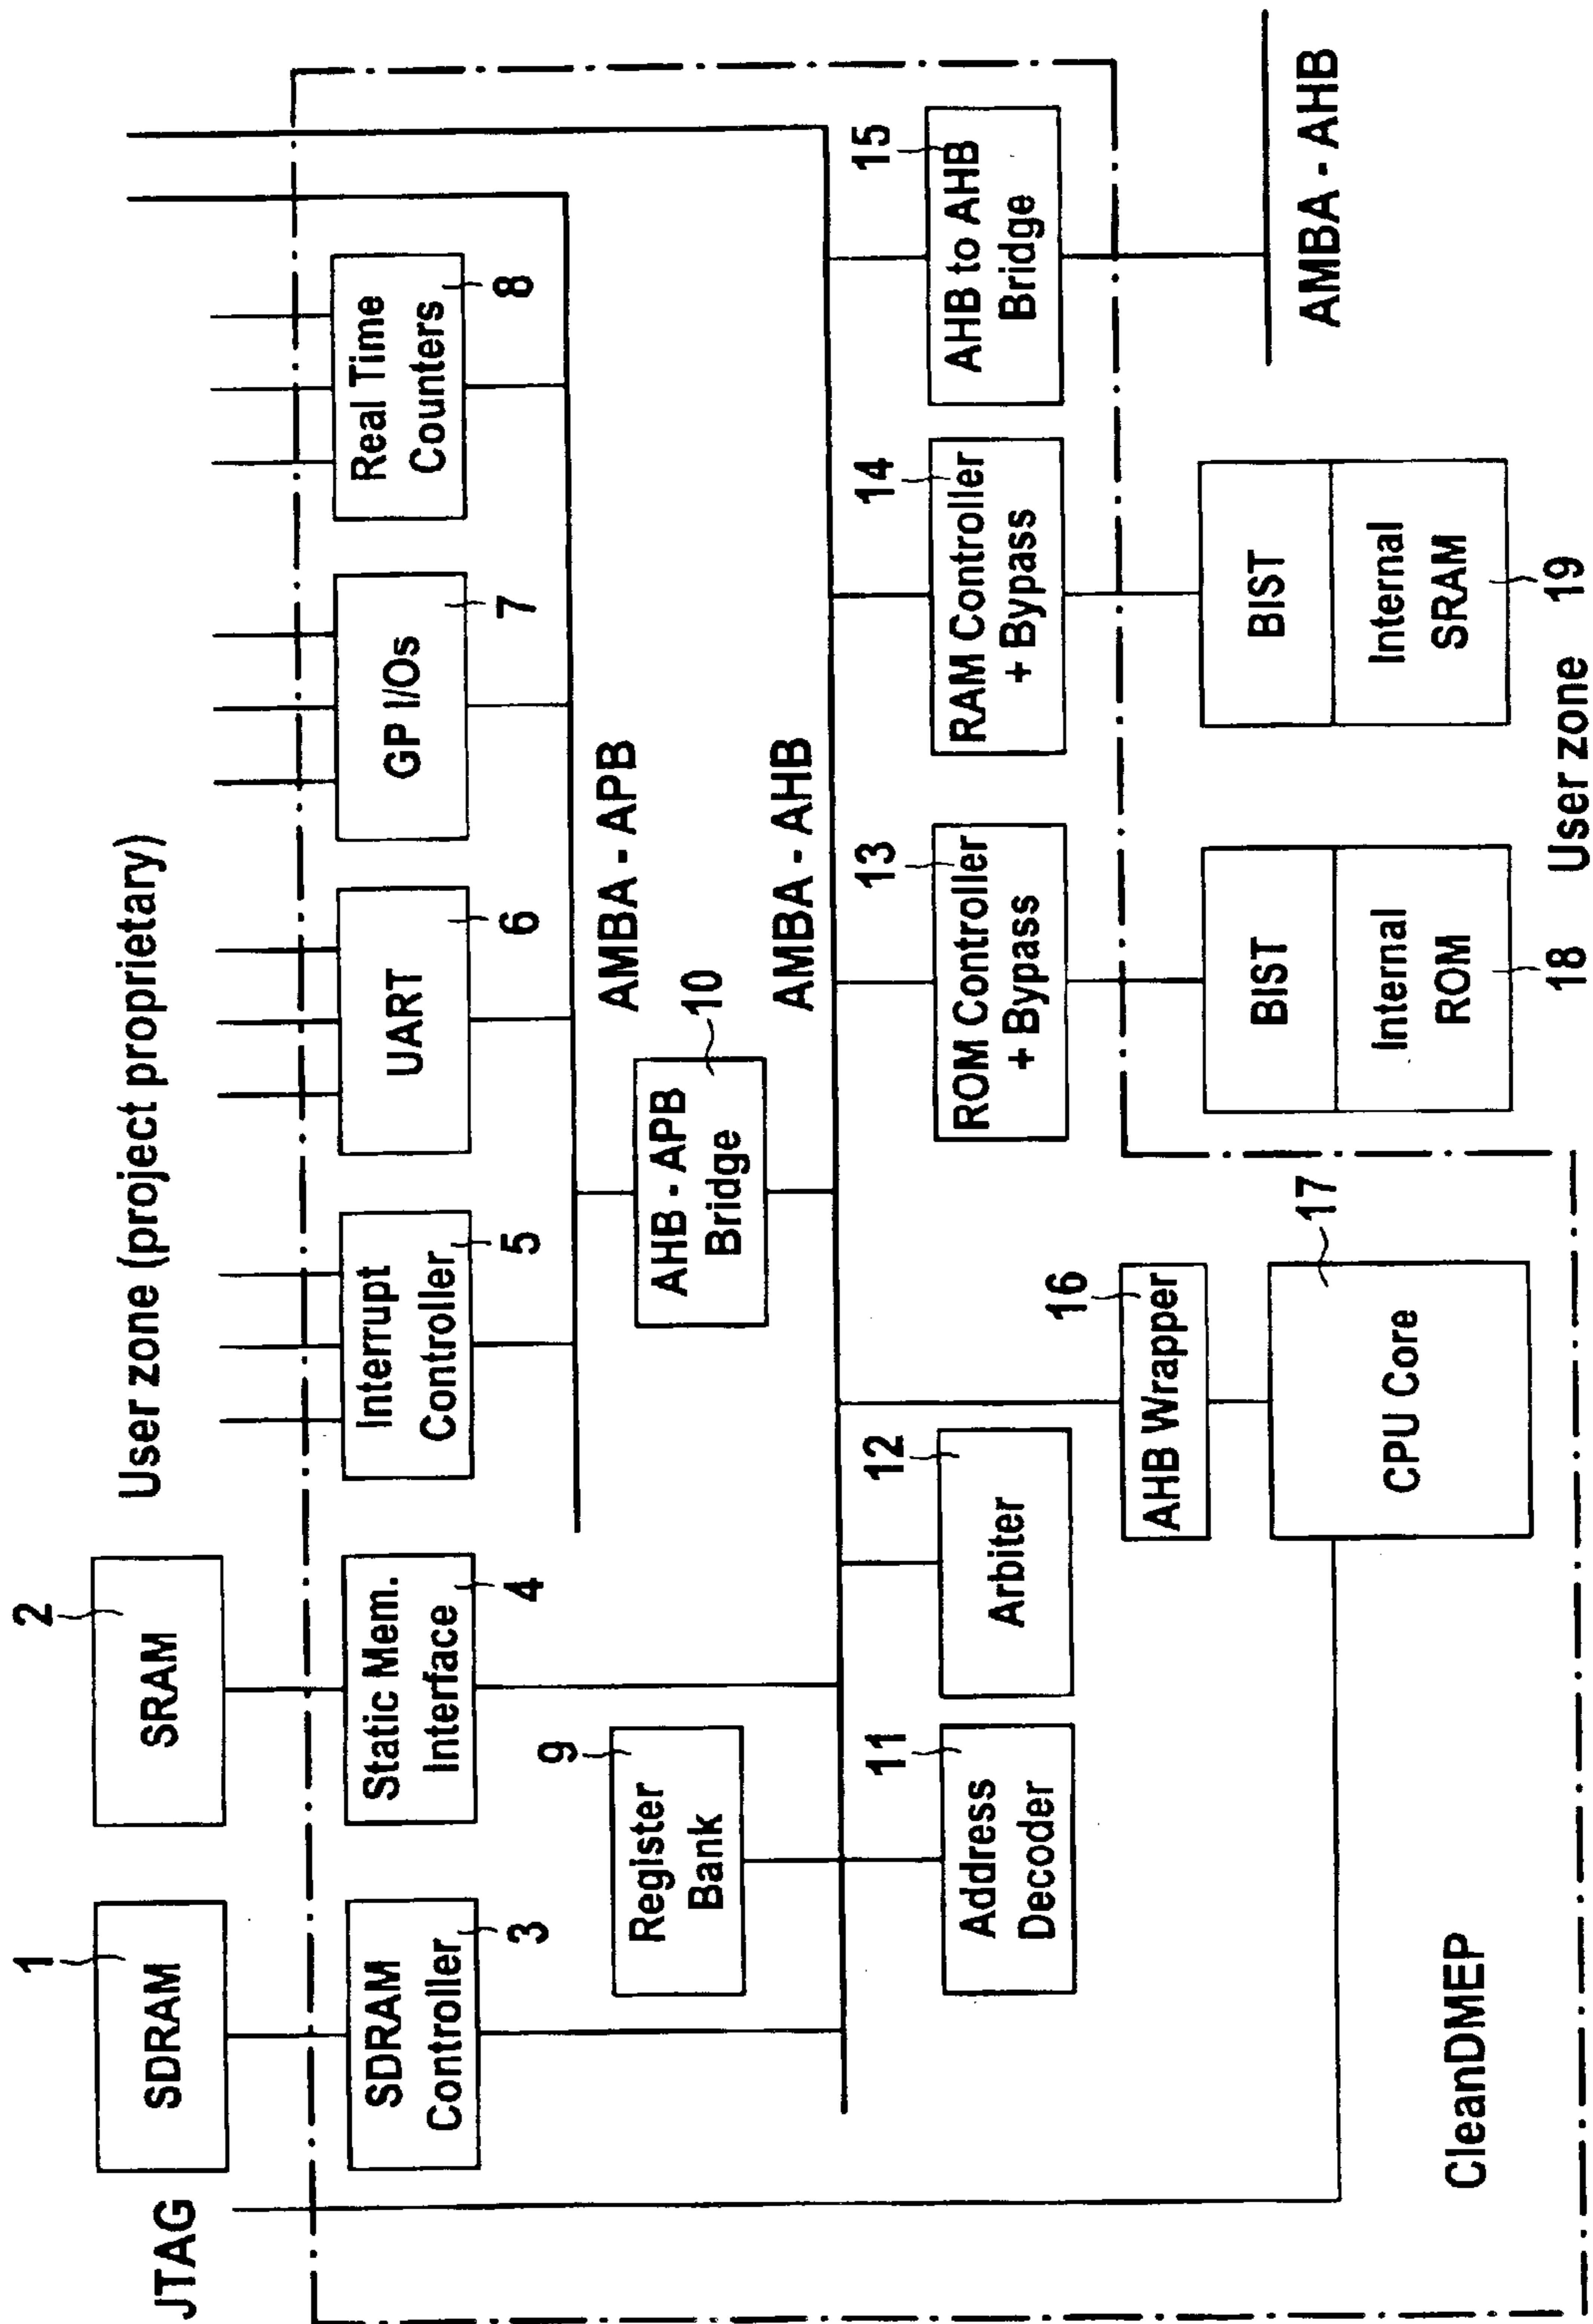 JTAG
1
SDRAM
2
SRAM
User zone (project proprietary)
SDRAM
Controller
3
Static Mem.
Interface
4
Interrupt
Controller
5
UART
6
GP I/Os
7
Real Time
Counters
8
AMBA - APB
9
Register
Bank
10
AHB - APB
Bridge
AMBA - AHB
11
Address
Decoder
12
Arbiter
13
ROM Controller
+ Bypass
14
RAM Controller
+ Bypass
15
AHB to AHB
Bridge
16
AHB Wrapper
17
CPU Core
BIST
Internal
ROM
18
BIST
Internal
SRAM
19
AMBA - AHB
CleanDMEP
User zone